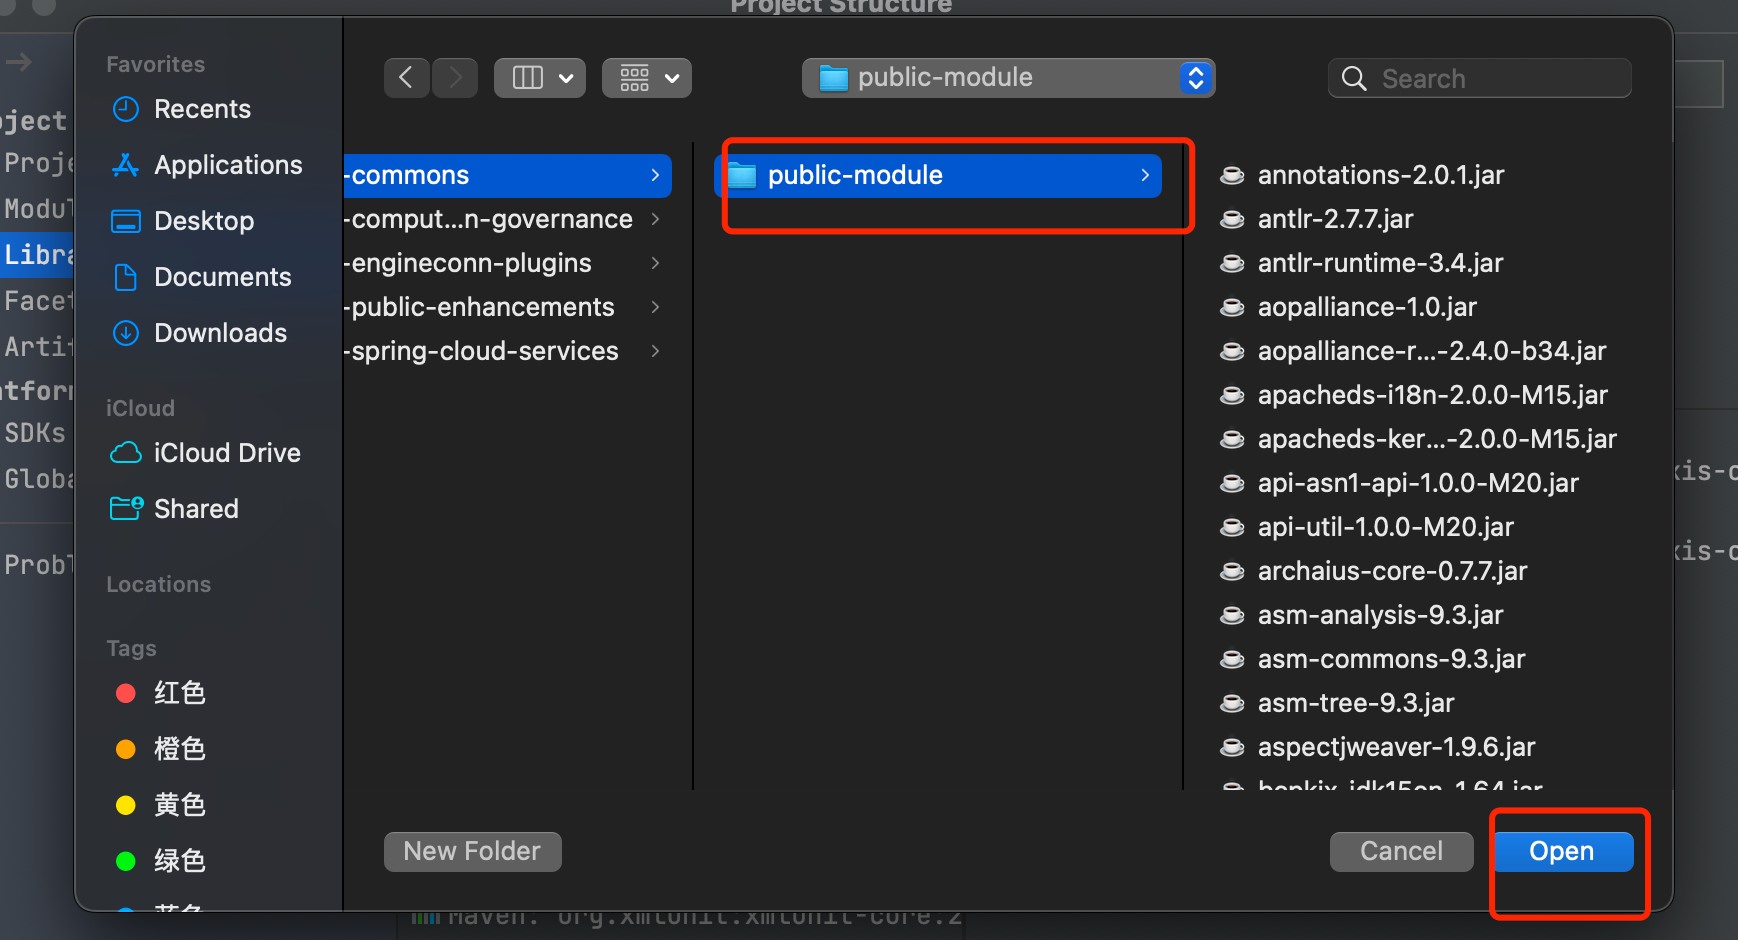 Project Structure
Favorites
Recents
Applications
Desktop
Documents
Downloads
iCloud
iCloud Drive
Shared
Locations
Tags
红色
橙色
黄色
绿色
oject
Proje
Modul
Libra
Facet
Artif
atform
SDKs
Globa
Probl
public-module
Search
-commons
-comput...n-governance
-engineconn-plugins
-public-enhancements
-spring-cloud-services
public-module
annotations-2.0.1.jar
antlr-2.7.7.jar
antlr-runtime-3.4.jar
aopalliance-1.0.jar
aopalliance-r...-2.4.0-b34.jar
apacheds-i18n-2.0.0-M15.jar
apacheds-ker...-2.0.0-M15.jar
api-asn1-api-1.0.0-M20.jar
api-util-1.0.0-M20.jar
archaius-core-0.7.7.jar
asm-analysis-9.3.jar
asm-commons-9.3.jar
asm-tree-9.3.jar
aspectjweaver-1.9.6.jar
bcpkix-jdk15on-1.64.jar
xis-c
xis-c
New Folder
Cancel
Open
Maven: org.xmlunit:xmlunit-core:2